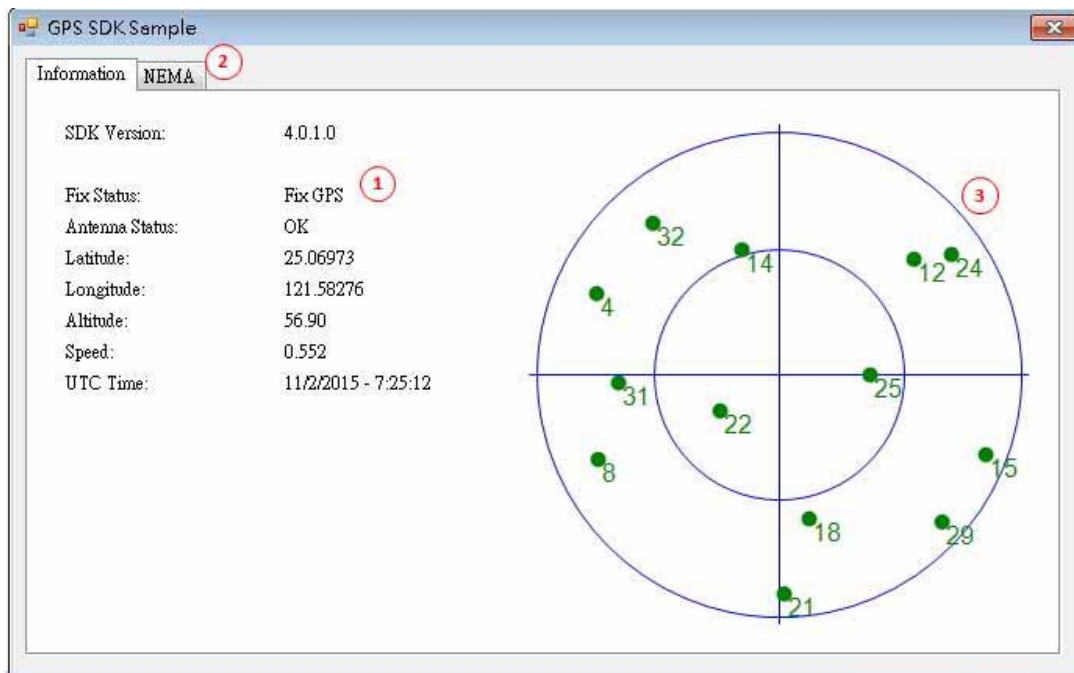 GPS SDK Sample
Information
NEMA
2
SDK Version: 4.0.1.0
Fix Status: Fix GPS
1
Antenna Status: OK
Latitude: 25.06973
Longitude: 121.58276
Altitude: 56.90
Speed: 0.552
UTC Time: 11/2/2015 - 7:25:12
3
32
14
12
24
4
25
31
22
8
15
18
29
21